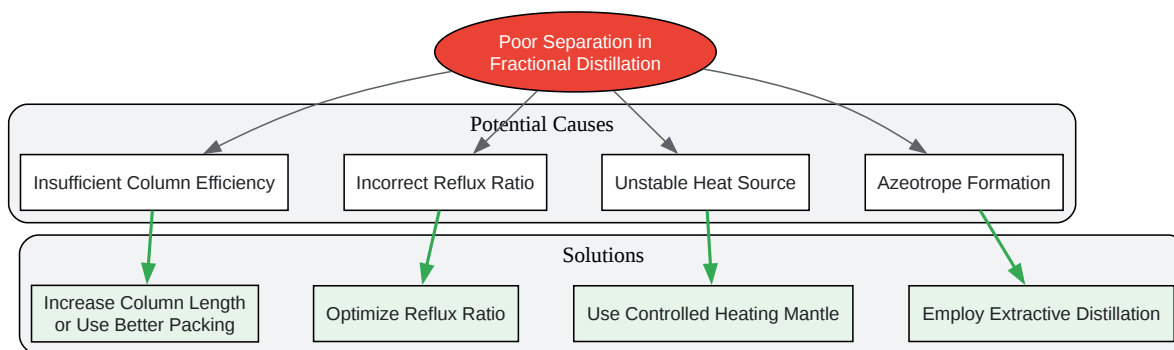 Poor Separation in
Fractional Distillation
Potential Causes
Insufficient Column Efficiency
Incorrect Reflux Ratio
Unstable Heat Source
Azeotrope Formation
Solutions
Increase Column Length
or Use Better Packing
Optimize Reflux Ratio
Use Controlled Heating Mantle
Employ Extractive Distillation